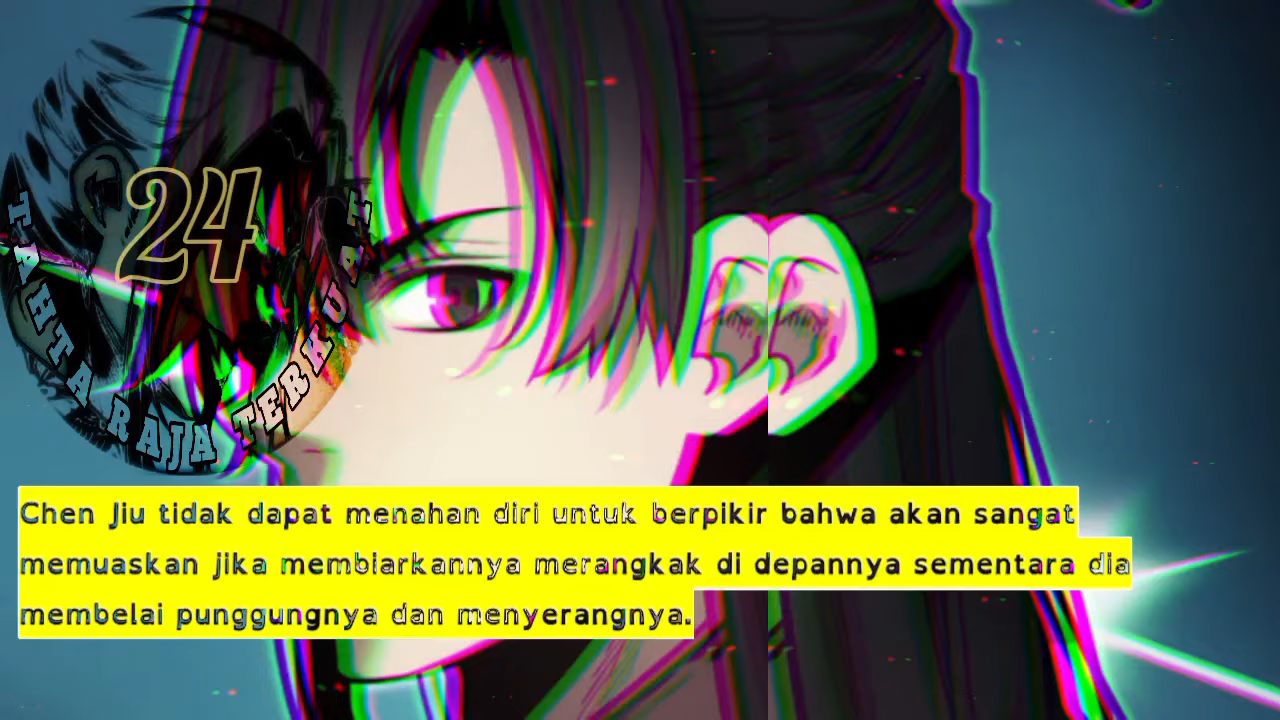 24
TAHTA RAJA TERKUAT
Chen Jiu tidak dapat menahan diri untuk berpikir bahwa akan sangat
memuaskan jika membiarkannya merangkak di depannya sementara dia
membelai punggungnya dan menyerangnya.